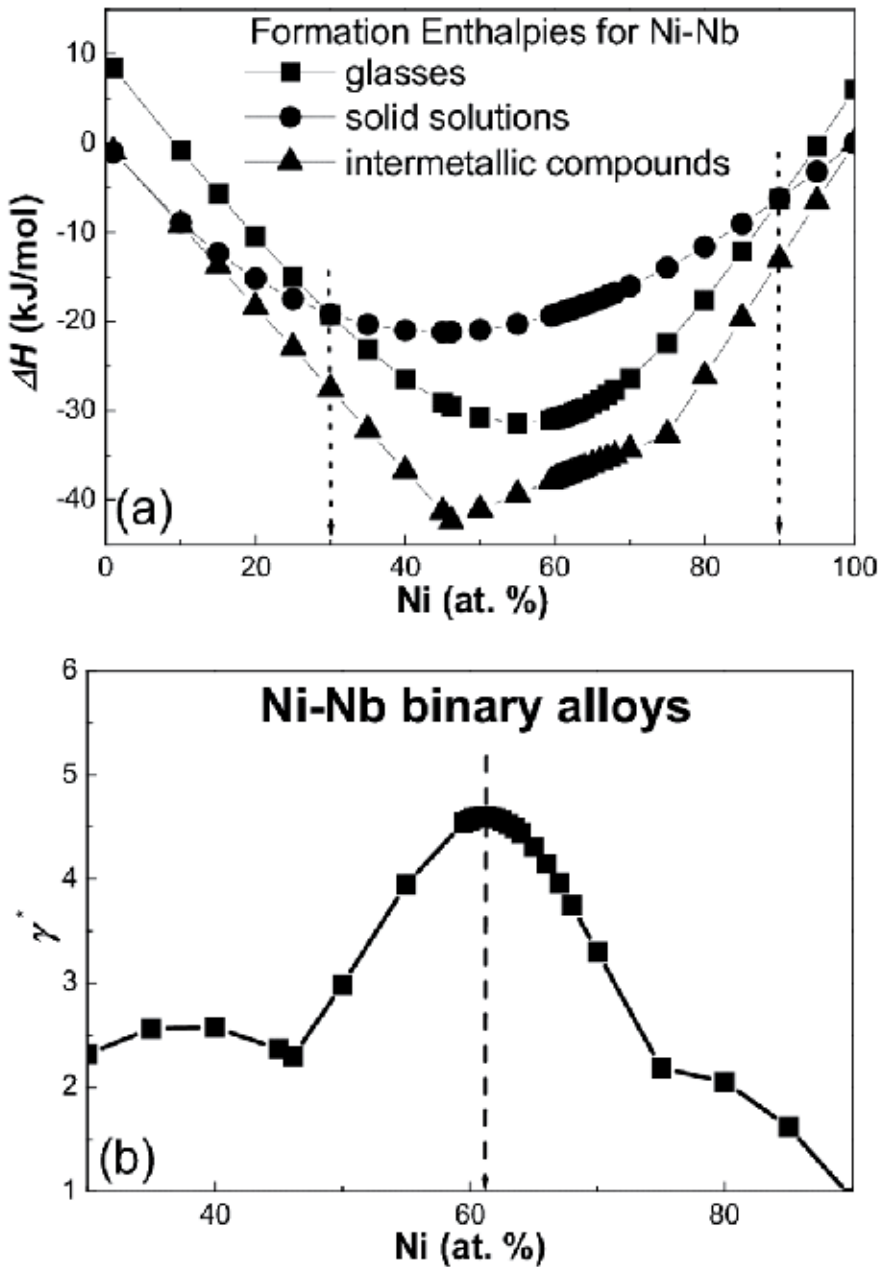 Formation Enthalpies for Ni-Nb
glasses
solid solutions
intermetallic compounds
10
0
-10
-20
-30
-40
ΔH (kJ/mol)
(a)
0 20 40 60 80 100
Ni (at. %)
Ni-Nb binary alloys
6
5
4
3
2
1
γ*
(b)
40 60 80
Ni (at. %)